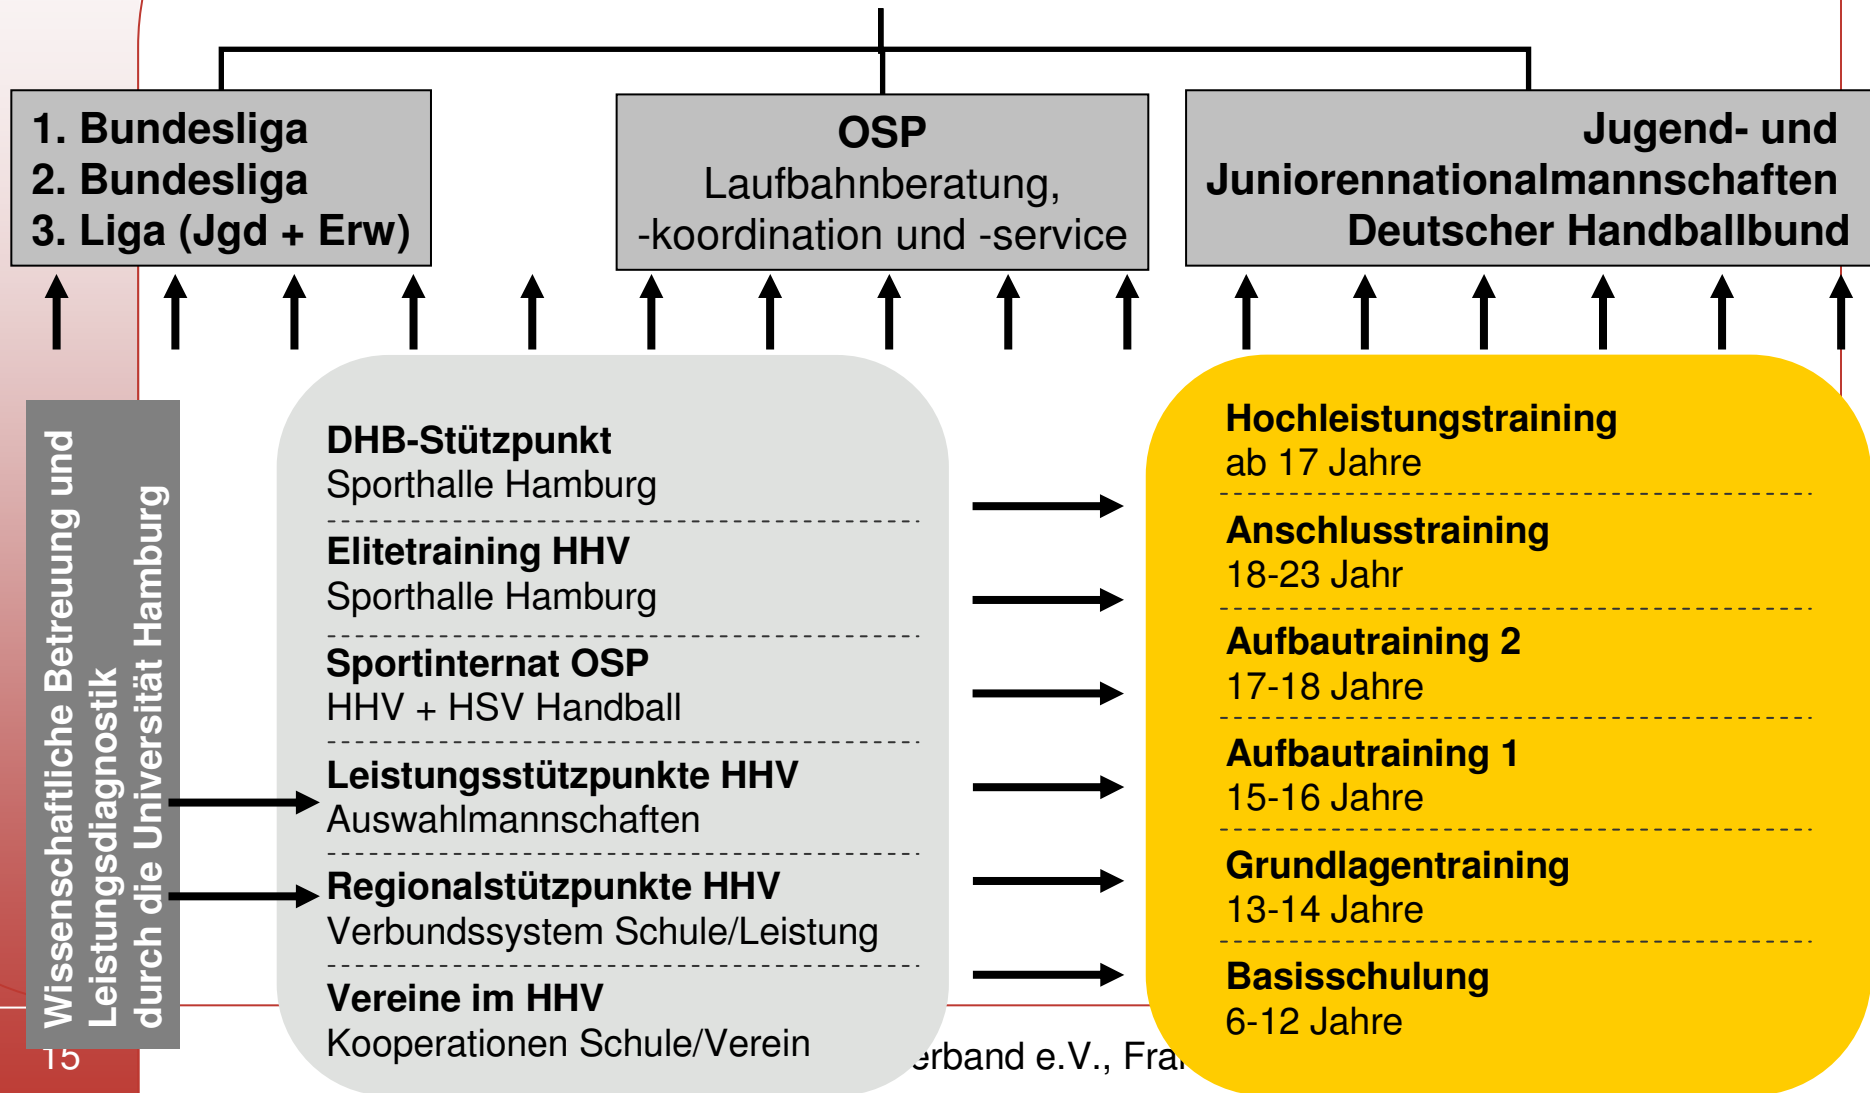 1. Bundesliga
2. Bundesliga
3. Liga (Jgd + Erw)
OSP
Laufbahnberatung,
-koordination und -service
Jugend- und
Juniorennationalmannschaften
Deutscher Handballbund
Wissenschaftliche Betreuung und
Leistungsdiagnostik
durch die Universität Hamburg
DHB-Stützpunkt
Sporthalle Hamburg
Elitetraining HHV
Sporthalle Hamburg
Sportinternat OSP
HHV + HSV Handball
Leistungsstützpunkte HHV
Auswahlmannschaften
Regionalstützpunkte HHV
Verbundssystem Schule/Leistung
Vereine im HHV
Kooperationen Schule/Verein
Hochleistungstraining
ab 17 Jahre
Anschlusstraining
18-23 Jahr
Aufbautraining 2
17-18 Jahre
Aufbautraining 1
15-16 Jahre
Grundlagentraining
13-14 Jahre
Basisschulung
6-12 Jahre
15
e.V.,